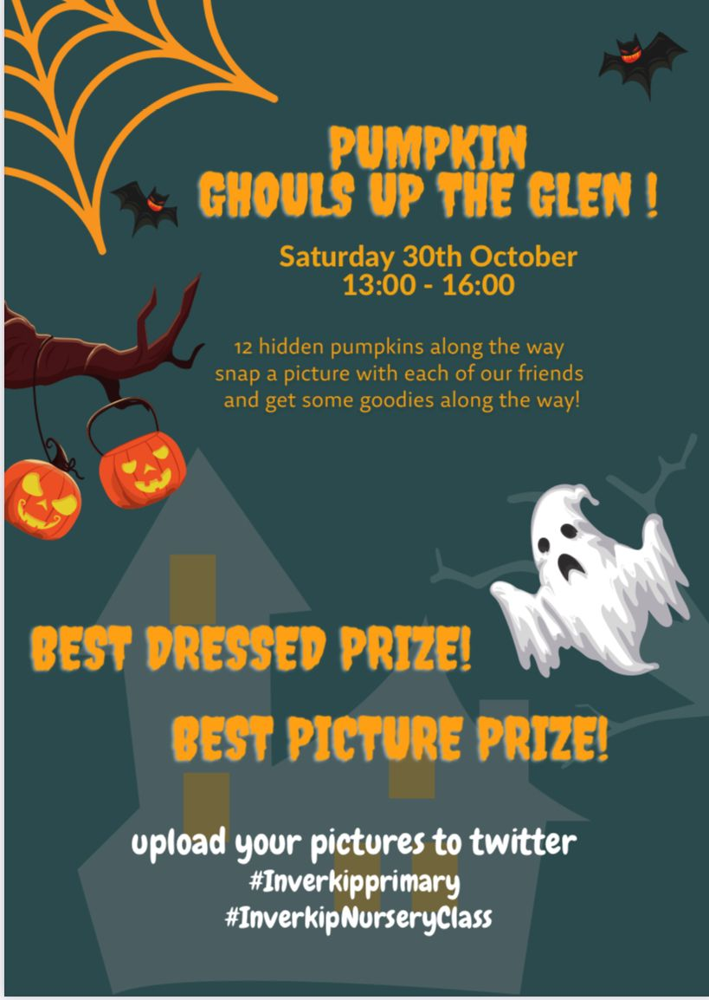 PUMPKIN
GHOULS UP THE GLEN !
Saturday 30th October
13:00 - 16:00
12 hidden pumpkins along the way
snap a picture with each of our friends
and get some goodies along the way!
BEST DRESSED PRIZE!
BEST PICTURE PRIZE!
upload your pictures to twitter
#Inverkipprimary
#InverkipNurseryClass